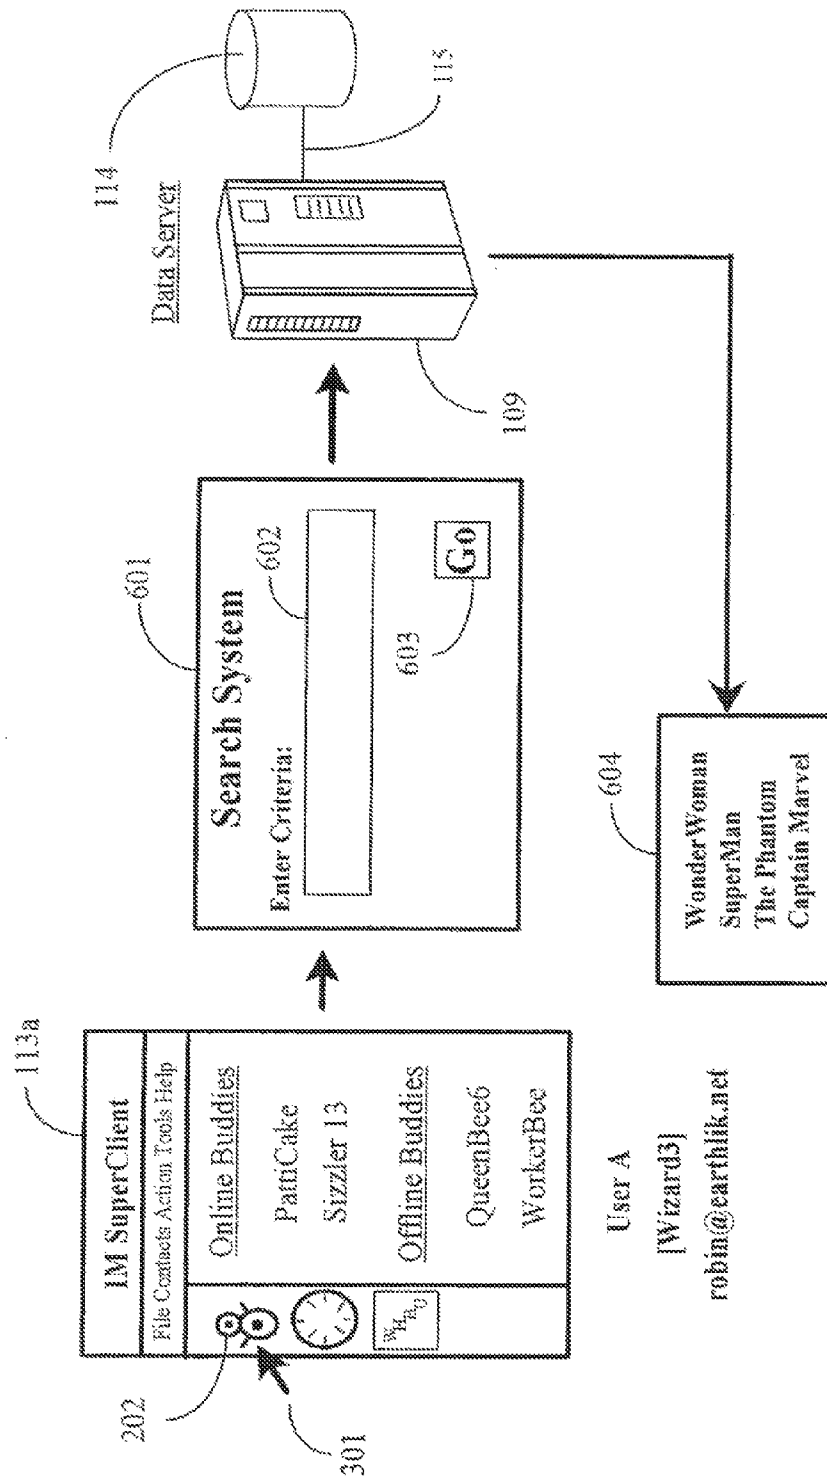 113a
IM SuperClient
File Contacts Action Tools Help
Online Buddies
PattiCake
Sizzler 13
Offline Buddies
QueenBee6
WorkerBee
WHRU
202
301
User A
[Wizard3]
robin@earthlik.net
601
Search System
Enter Criteria:
602
603
Go
Data Server
114
115
109
604
WonderWoman
SuperMan
The Phantom
Captain Marvel